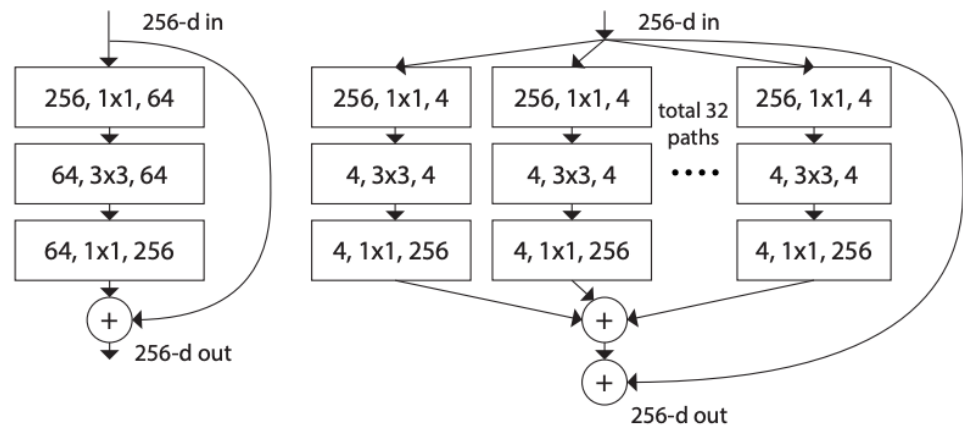 256-d in
256, 1x1, 64
64, 3x3, 64
64, 1x1, 256
+
256-d out
256-d in
256, 1x1, 4
256, 1x1, 4
total 32
paths
256, 1x1, 4
4, 3x3, 4
4, 3x3, 4
....
4, 3x3, 4
4, 1x1, 256
4, 1x1, 256
4, 1x1, 256
+
+
256-d out